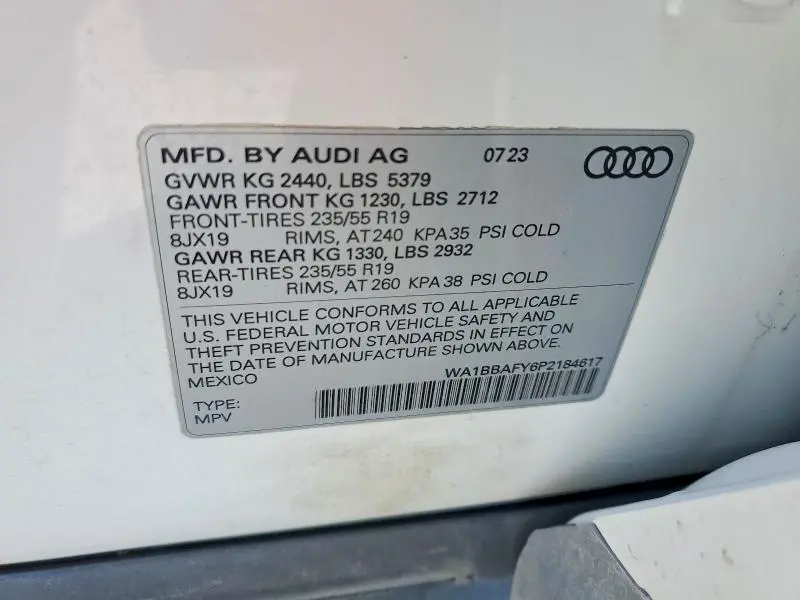 MFD. BY AUDI AG 07 23
GVWR KG 2440, LBS 5379
GAWR FRONT KG 1230, LBS 2712
FRONT-TIRES 235/55 R19
8JX19 RIMS, AT 240 KPA 35 PSI COLD
GAWR REAR KG 1330, LBS 2932
REAR-TIRES 235/55 R19
8JX19 RIMS, AT 260 KPA 38 PSI COLD
THIS VEHICLE CONFORMS TO ALL APPLICABLE
U.S. FEDERAL MOTOR VEHICLE SAFETY AND
THEFT PREVENTION STANDARDS IN EFFECT ON
THE DATE OF MANUFACTURE SHOWN ABOVE.
MEXICO WA1BBAFY6P2184617
TYPE:
MPV